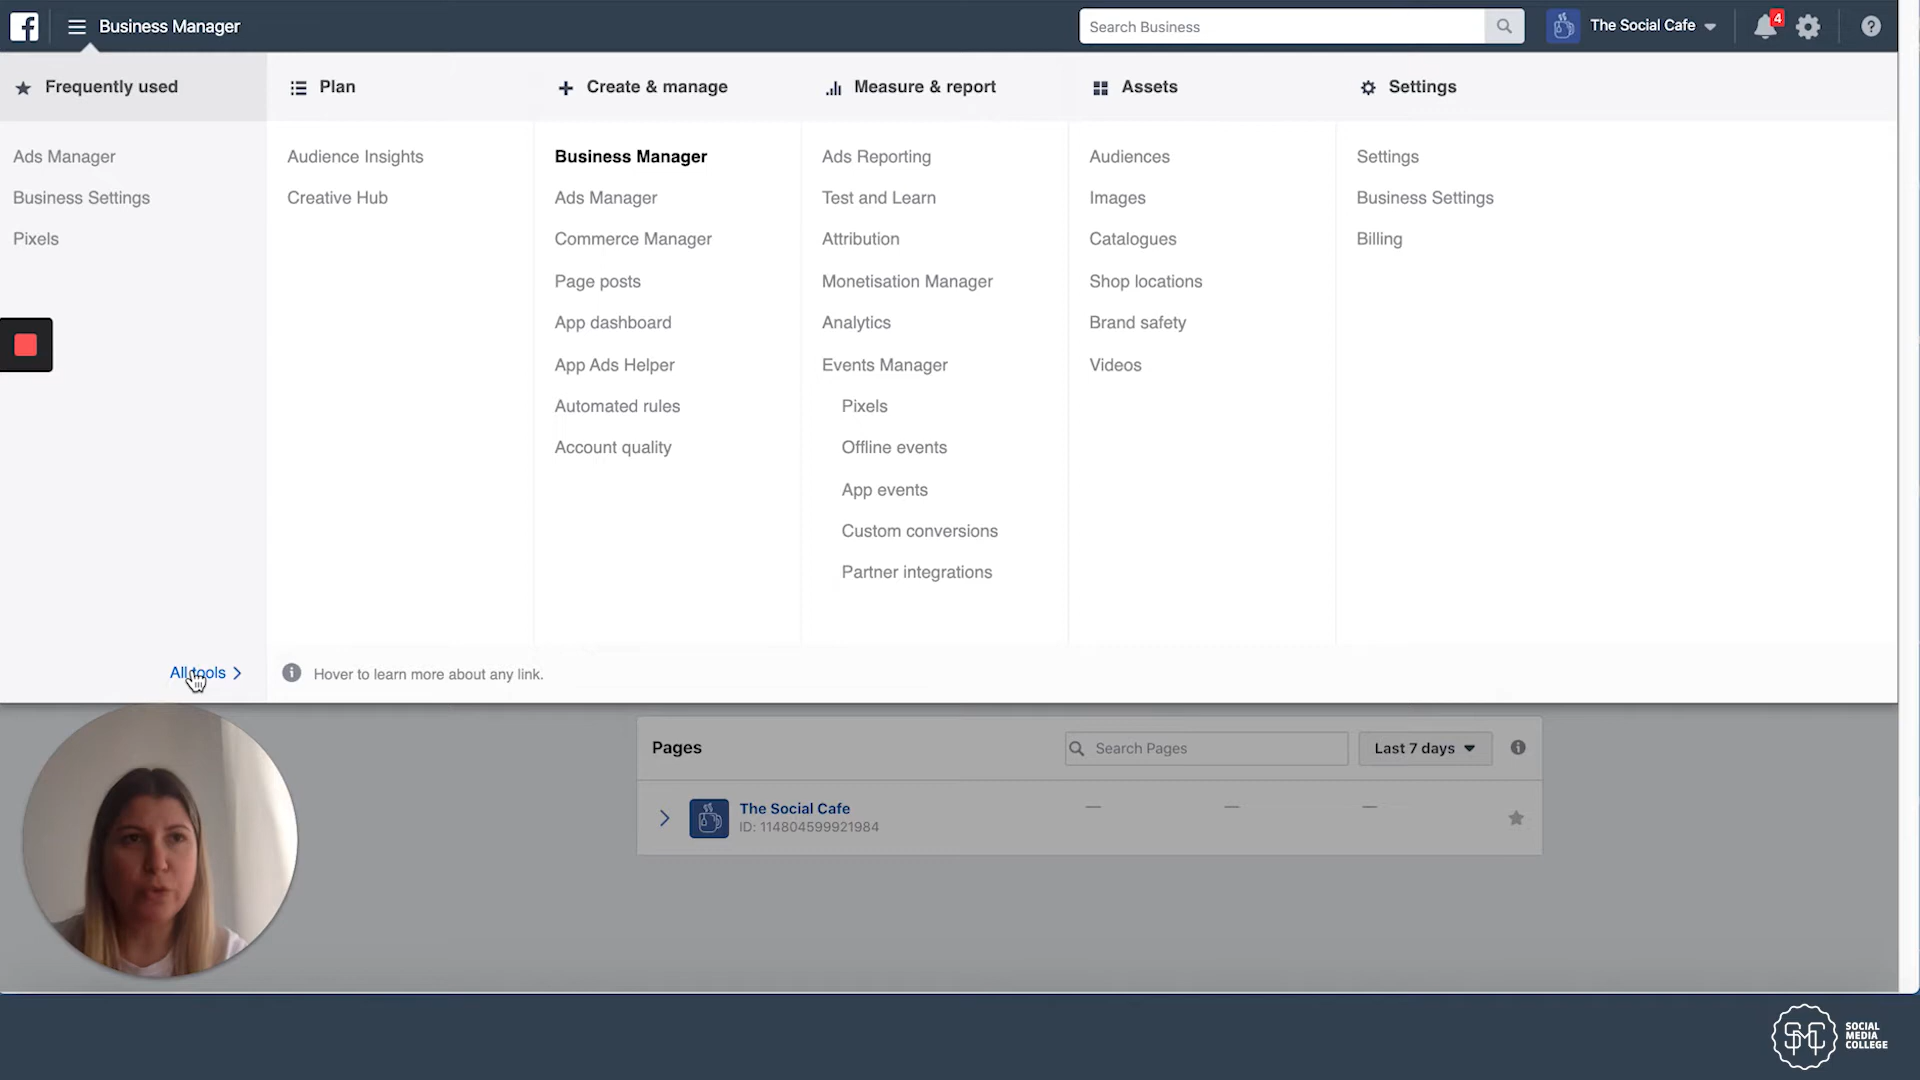 Business Manager
Search Business
The Social Cafe
4
Frequently used
Ads Manager
Business Settings
Pixels
All tools
Plan
Audience Insights
Creative Hub
Create & manage
Business Manager
Ads Manager
Commerce Manager
Page posts
App dashboard
App Ads Helper
Automated rules
Account quality
Measure & report
Ads Reporting
Test and Learn
Attribution
Monetisation Manager
Analytics
Events Manager
Pixels
Offline events
App events
Custom conversions
Partner integrations
Assets
Audiences
Images
Catalogues
Shop locations
Brand safety
Videos
Settings
Settings
Business Settings
Billing
Hover to learn more about any link.
Pages
Search Pages
Last 7 days
The Social Cafe
ID: 114804599921984
— — —
SMC
SOCIAL
MEDIA
COLLEGE